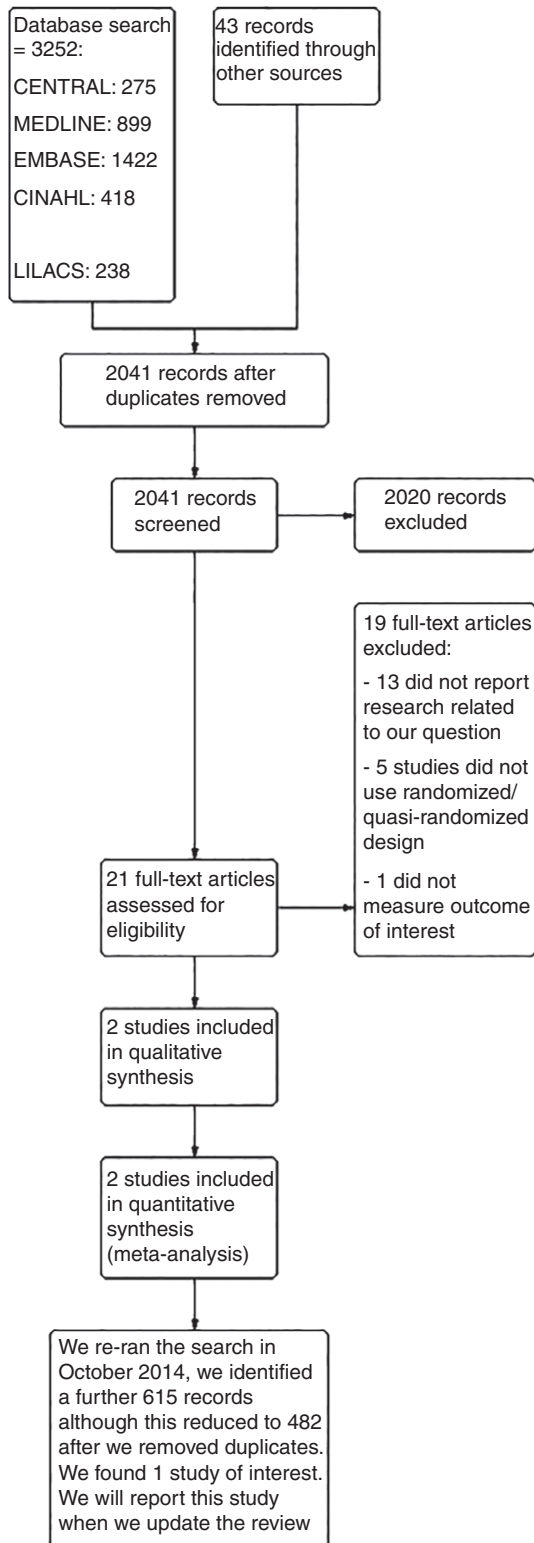 Database search
= 3252:
CENTRAL: 275
MEDLINE: 899
EMBASE: 1422
CINAHL: 418
LILACS: 238
43 records
identified through
other sources
2041 records after
duplicates removed
2041 records
screened
2020 records
excluded
19 full-text articles
excluded:
- 13 did not report
research related
to our question
- 5 studies did not
use randomized/
quasi-randomized
design
- 1 did not
measure outcome
of interest
21 full-text articles
assessed for
eligibility
2 studies included
in qualitative
synthesis
2 studies included
in quantitative
synthesis
(meta-analysis)
We re-ran the search in
October 2014, we identified
a further 615 records
although this reduced to 482
after we removed duplicates.
We found 1 study of interest.
We will report this study
when we update the review